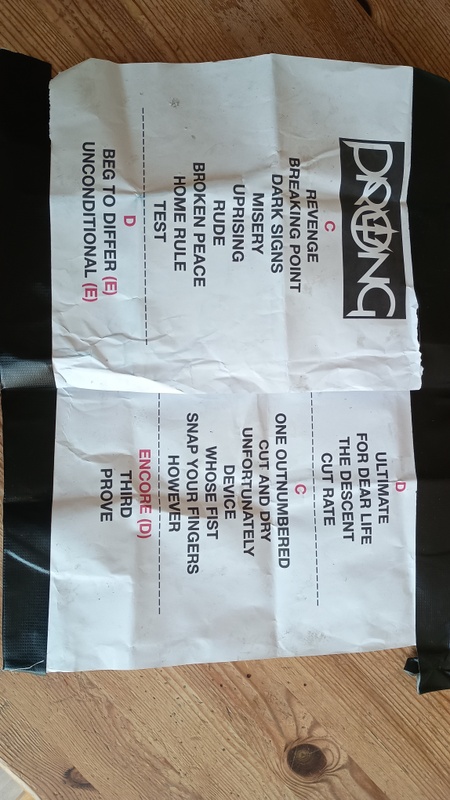 PRONG
C
REVENGE
BREAKING POINT
DARK SIGNS
MISERY
UPRISING
RUDE
BROKEN PEACE
HOME RULE
TEST
D
BEG TO DIFFER (E)
UNCONDITIONAL (E)
D
ULTIMATE
FOR DEAR LIFE
THE DESCENT
CUT RATE
C
ONE OUTNUMBERED
CUT AND DRY
UNFORTUNATELY
DEVICE
WHOSE FIST
SNAP YOUR FINGERS
HOWEVER
ENCORE (D)
THIRD
PROVE